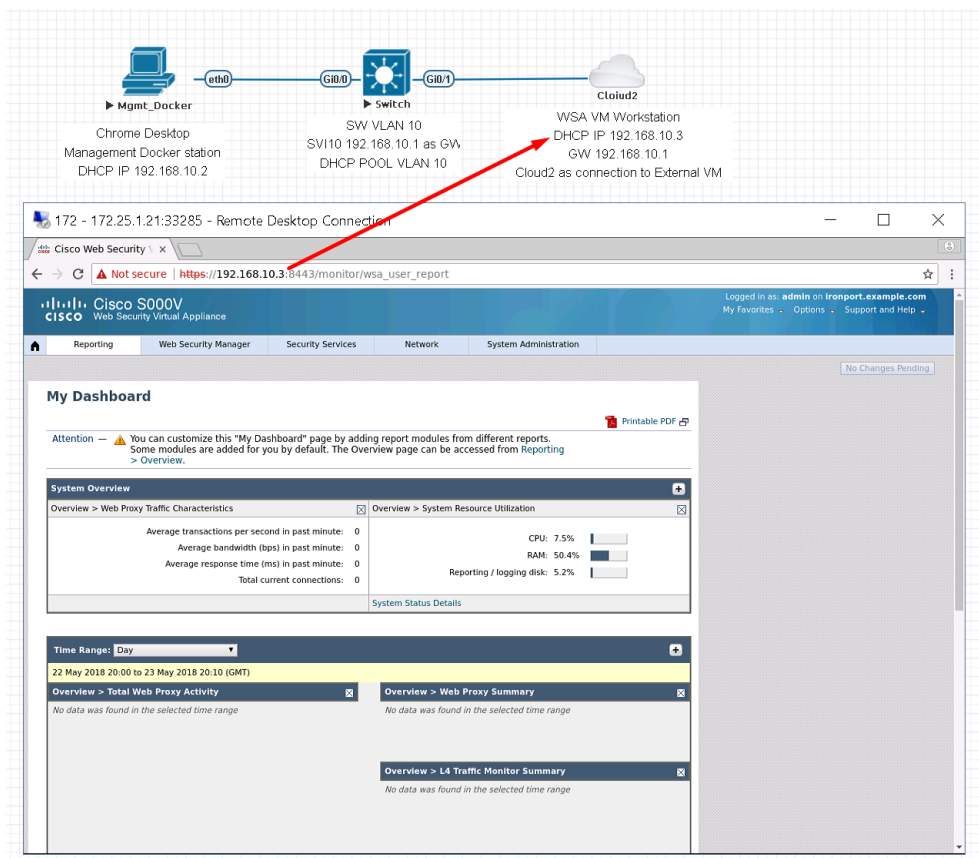 eth0
Gi0/0
Gi0/1
Mgmt_Docker
Switch
Cloiud2
Chrome Desktop
Management Docker station
DHCP IP 192.168.10.2
SW VLAN 10
SVI10 192.168.10.1 as GW
DHCP POOL VLAN 10
WSA VM Workstation
DHCP IP 192.168.10.3
GW 192.168.10.1
Cloud2 as connection to External VM
172 - 172.25.1.21:33285 - Remote Desktop Connection
Cisco Web Security
Not secure | https://192.168.10.3:8443/monitor/wsa_user_report
CISCO
Cisco S000V
Web Security Virtual Appliance
Logged in as: admin on ironport.example.com
My Favorites Options Support and Help
Reporting Web Security Manager Security Services Network System Administration
No Changes Pending
My Dashboard
Printable PDF
Attention — You can customize this "My Dashboard" page by adding report modules from different reports.
Some modules are added for you by default. The Overview page can be accessed from Reporting
> Overview.
System Overview
Overview > Web Proxy Traffic Characteristics
Average transactions per second in past minute: 0
Average bandwidth (bps) in past minute: 0
Average response time (ms) in past minute: 0
Total current connections: 0
Overview > System Resource Utilization
CPU: 7.5%
RAM: 50.4%
Reporting / logging disk: 5.2%
System Status Details
Time Range: Day
22 May 2018 20:00 to 23 May 2018 20:10 (GMT)
Overview > Total Web Proxy Activity
No data was found in the selected time range
Overview > Web Proxy Summary
No data was found in the selected time range
Overview > L4 Traffic Monitor Summary
No data was found in the selected time range